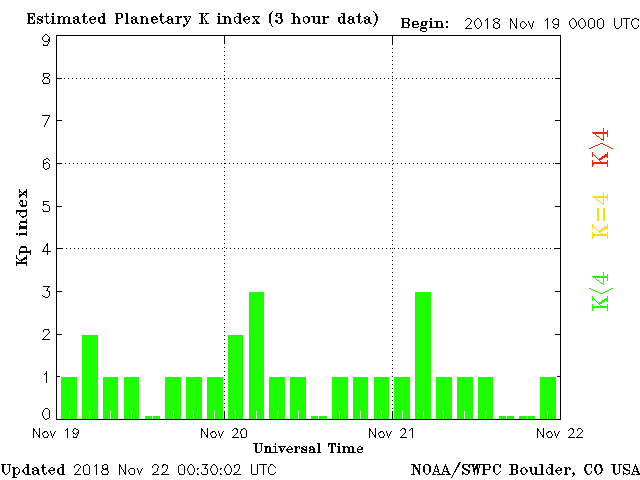 Estimated Planetary K index (3 hour data) Begin: 2018 Nov 19 0000 UTC
9
8
7
6
5
4
3
2
1
0
Kp index
K>4
K=4
K<4
Nov 19 Nov 20 Nov 21 Nov 22
Universal Time
Updated 2018 Nov 22 00:30:02 UTC NOAA/SWPC Boulder, CO USA